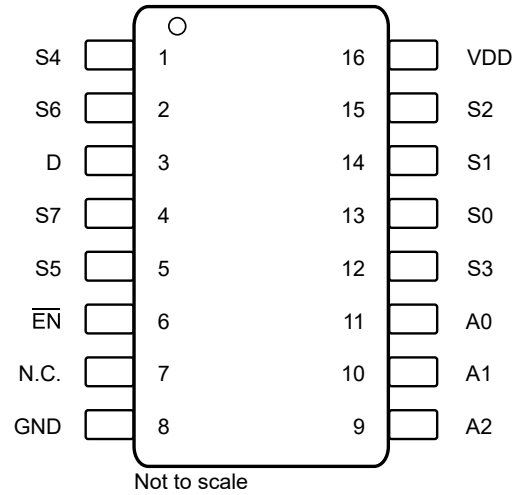 S4 1 16 VDD
S6 2 15 S2
D 3 14 S1
S7 4 13 S0
S5 5 12 S3
EN 6 11 A0
N.C. 7 10 A1
GND 8 9 A2
Not to scale